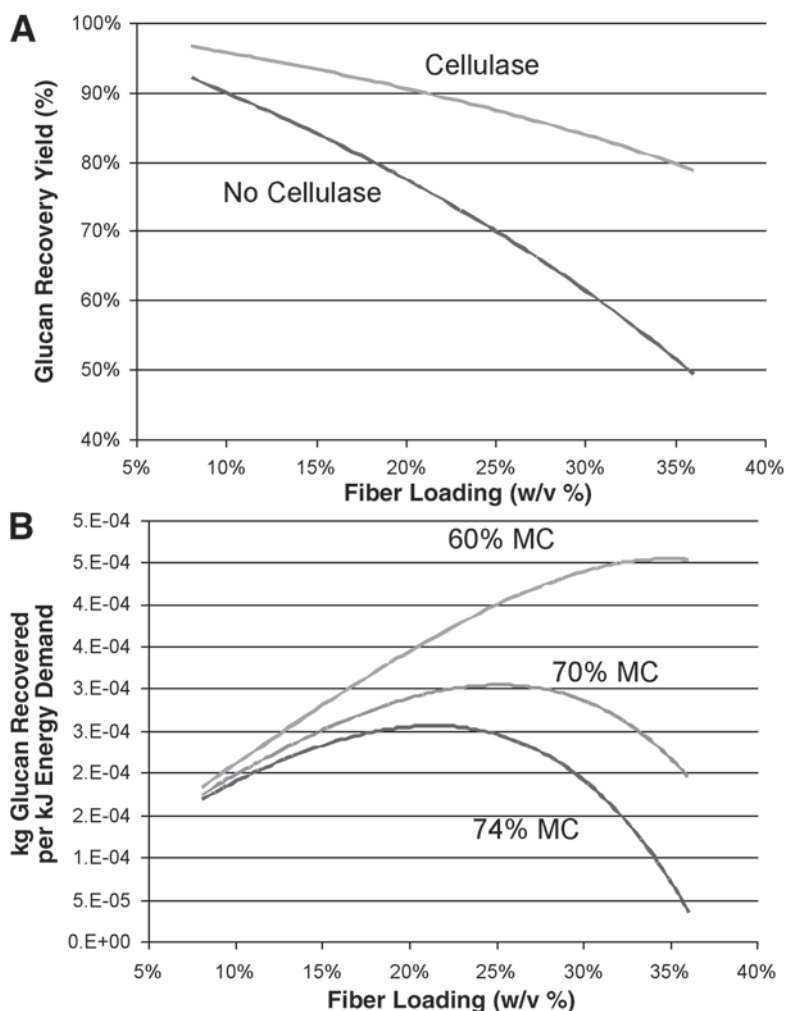 A
100%
90%
80%
70%
60%
50%
40%
Glucan Recovery Yield (%)
Cellulase
No Cellulase
5% 10% 15% 20% 25% 30% 35% 40%
Fiber Loading (w/v %)
B
5.E-04
5.E-04
4.E-04
4.E-04
3.E-04
3.E-04
2.E-04
2.E-04
1.E-04
5.E-05
0.E+00
kg Glucan Recovered
per kJ Energy Demand
60% MC
70% MC
74% MC
5% 10% 15% 20% 25% 30% 35% 40%
Fiber Loading (w/v %)